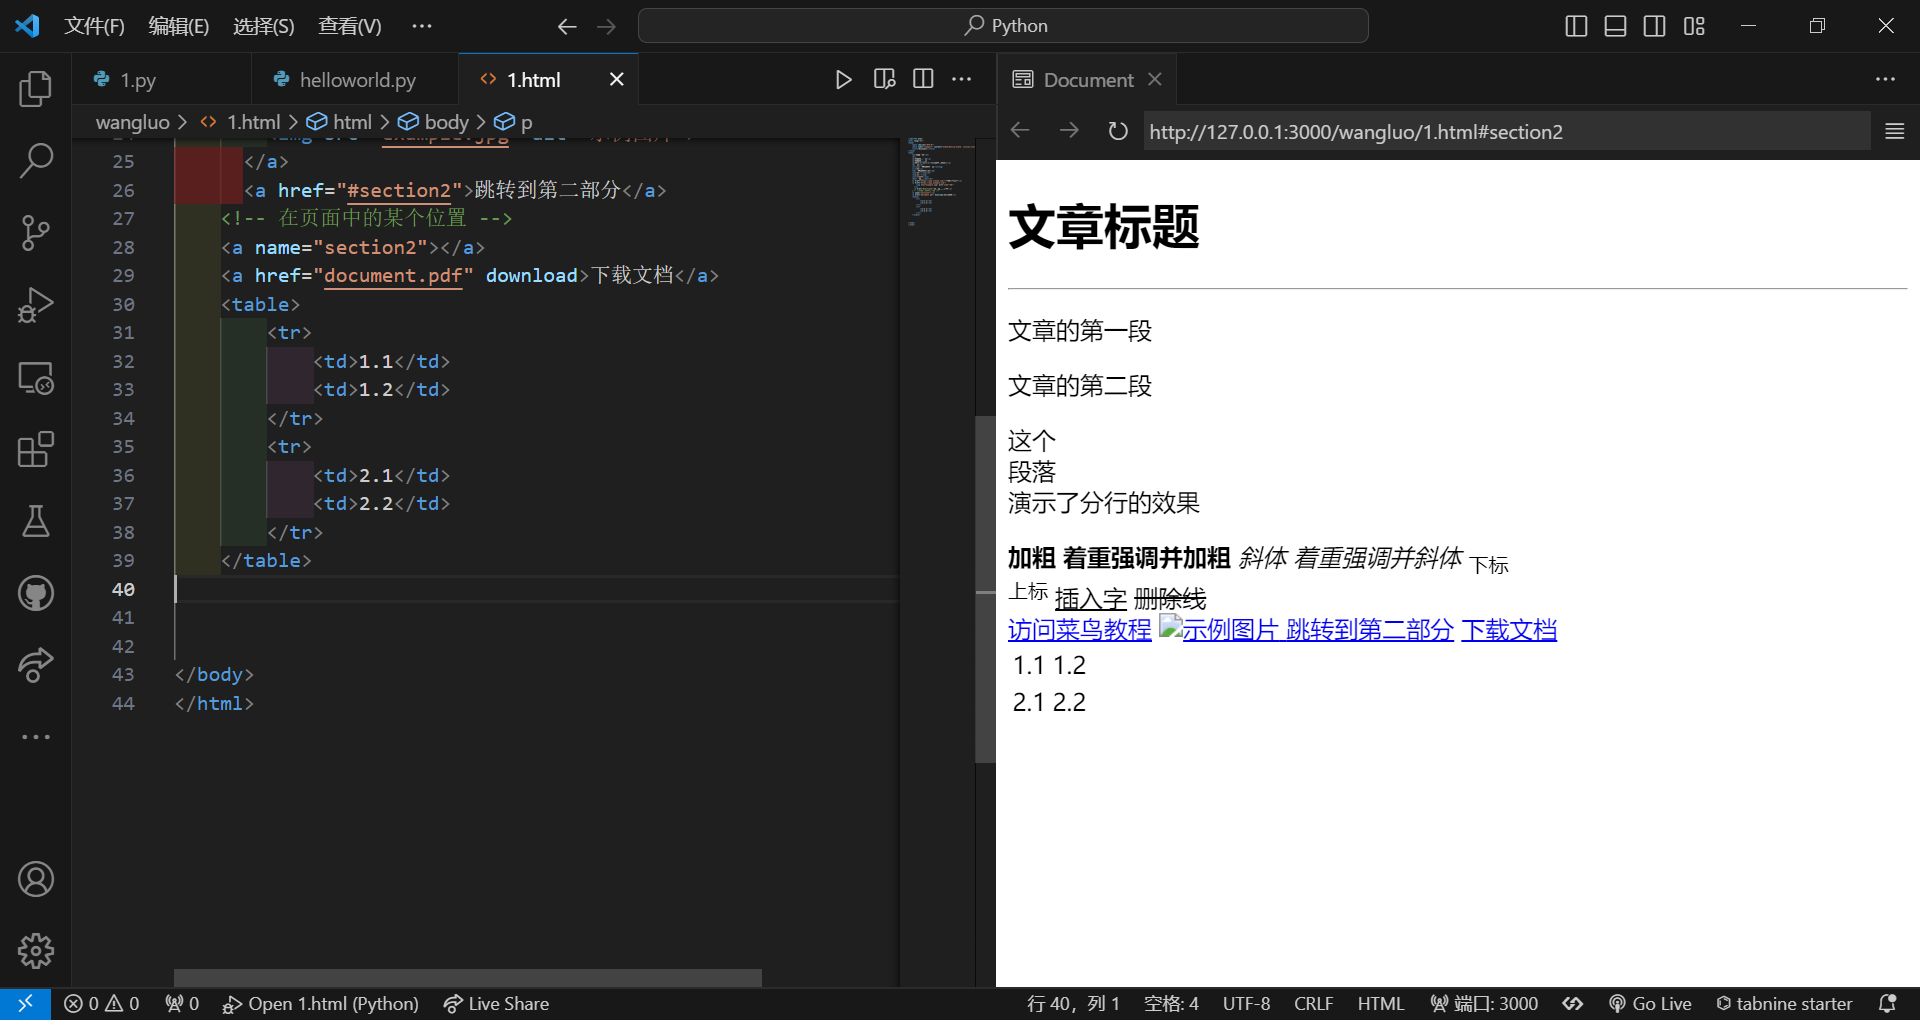 文件(F) 编辑(E) 选择(S) 查看(V) ··· Python
1.py helloworld.py 1.html
wangluo > 1.html > html > body > p
25 </a>
26 <a href="#section2">跳转到第二部分</a>
27 <!-- 在页面中的某个位置 -->
28 <a name="section2"></a>
29 <a href="document.pdf" download>下载文档</a>
30 <table>
31 <tr>
32 <td>1.1</td>
33 <td>1.2</td>
34 </tr>
35 <tr>
36 <td>2.1</td>
37 <td>2.2</td>
38 </tr>
39 </table>
40
41
42
43 </body>
44 </html>
Document
http://127.0.0.1:3000/wangluo/1.html#section2
文章标题
文章的第一段
文章的第二段
这个
段落
演示了分行的效果
加粗 着重强调并加粗 斜体 着重强调并斜体 下标
上标 插入字 删除线
访问菜鸟教程 示例图片 跳转到第二部分 下载文档
1.1 1.2
2.1 2.2
0 0 0 Open 1.html (Python) Live Share 行 40，列 1 空格: 4 UTF-8 CRLF HTML 端口: 3000 Go Live tabnine starter